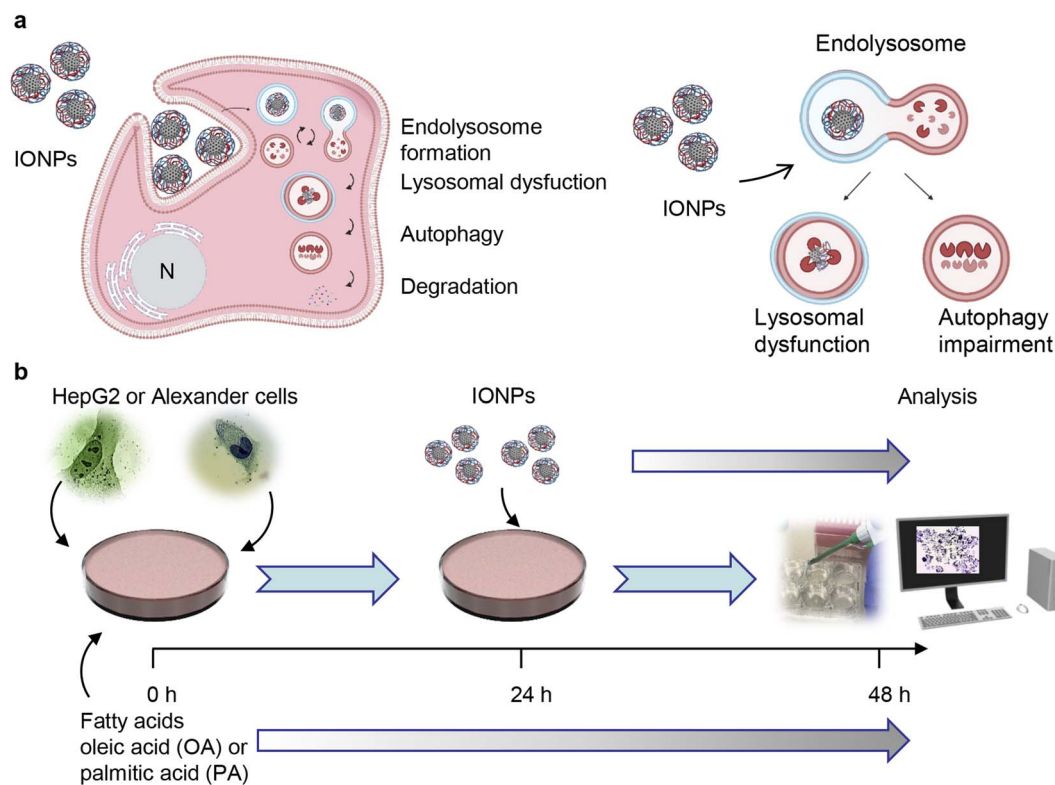 a
IONPs
N
Endolysosome
formation
Lysosomal dysfuction
Autophagy
Degradation
Endolysosome
IONPs
Lysosomal
dysfunction
Autophagy
impairment
b
HepG2 or Alexander cells
IONPs
Analysis
0 h
24 h
48 h
Fatty acids
oleic acid (OA) or
palmitic acid (PA)